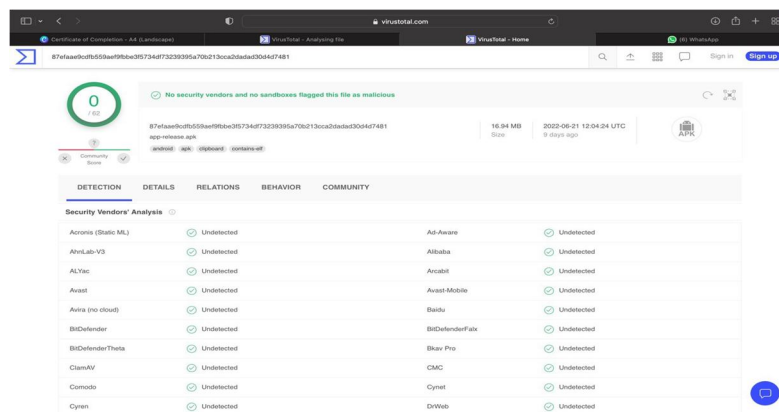 virustotal.com
Certificate of Completion - A4 (Landscape)
VirusTotal - Analysing file
VirusTotal - Home
(6) WhatsApp
87efaae9cdfb559aef9fbbe3f5734df73239395a70b213cca2dadad30d4d7481
Sign in
Sign up
0
/ 62
?
Community
Score
No security vendors and no sandboxes flagged this file as malicious
87efaae9cdfb559aef9fbbe3f5734df73239395a70b213cca2dadad30d4d7481
app-release.apk
android apk clipboard contains-elf
16.94 MB
Size
2022-06-21 12:04:24 UTC
9 days ago
APK
DETECTION DETAILS RELATIONS BEHAVIOR COMMUNITY
Security Vendors' Analysis
Acronis (Static ML) Undetected Ad-Aware Undetected
AhnLab-V3 Undetected Alibaba Undetected
ALYac Undetected Arcabit Undetected
Avast Undetected Avast-Mobile Undetected
Avira (no cloud) Undetected Baidu Undetected
BitDefender Undetected BitDefenderFalx Undetected
BitDefenderTheta Undetected Bkav Pro Undetected
ClamAV Undetected CMC Undetected
Comodo Undetected Cynet Undetected
Cyren Undetected DrWeb Undetected